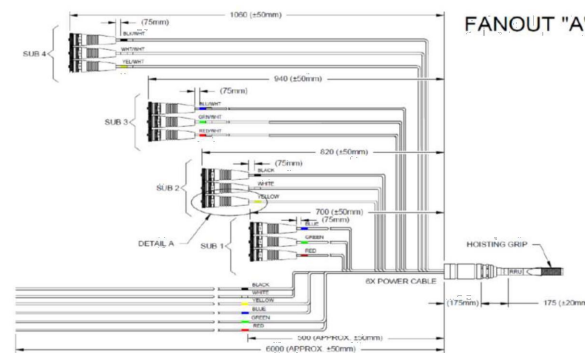 1060 (±50mm)
FANOUT "A"
(75mm)
BLK/WHT
WHT/WHT
YEL/WHT
SUB 4
940 (±50mm)
(75mm)
BLU/WHT
GRN/WHT
RED/WHT
SUB 3
820 (±50mm)
(75mm)
BLACK
WHITE
YELLOW
SUB 2
700 (±50mm)
(75mm)
DETAIL A
SUB 1
BLUE
GREEN
RED
HOISTING GRIP
RRU
6X POWER CABLE
(175mm)
175 (±20mm
BLACK
WHITE
YELLOW
BLUE
GREEN
RED
500 (APPROX. ±50mm)
6000 (APPROX. ±50mm)